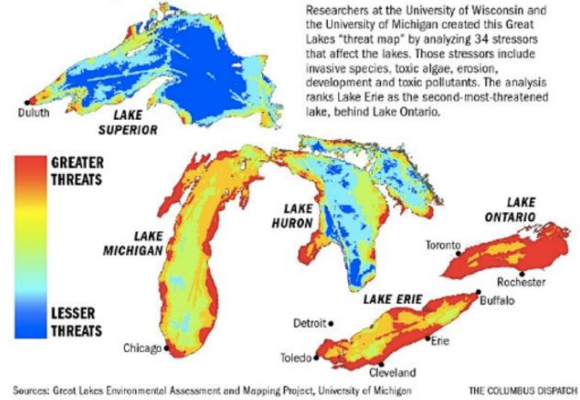 Researchers at the University of Wisconsin and
the University of Michigan created this Great
Lakes “threat map” by analyzing 34 stressors
that affect the lakes. Those stressors include
invasive species, toxic algae, erosion,
development and toxic pollutants. The analysis
ranks Lake Erie as the second-most-threatened
lake, behind Lake Ontario.
Duluth
LAKE
SUPERIOR
GREATER
THREATS
LESSER
THREATS
LAKE
MICHIGAN
Chicago
LAKE
HURON
LAKE
ONTARIO
Toronto
Rochester
LAKE ERIE
Buffalo
Detroit
Erie
Toledo
Cleveland
Sources: Great Lakes Environmental Assessment and Mapping Project, University of Michigan
THE COLUMBUS DISPATCH